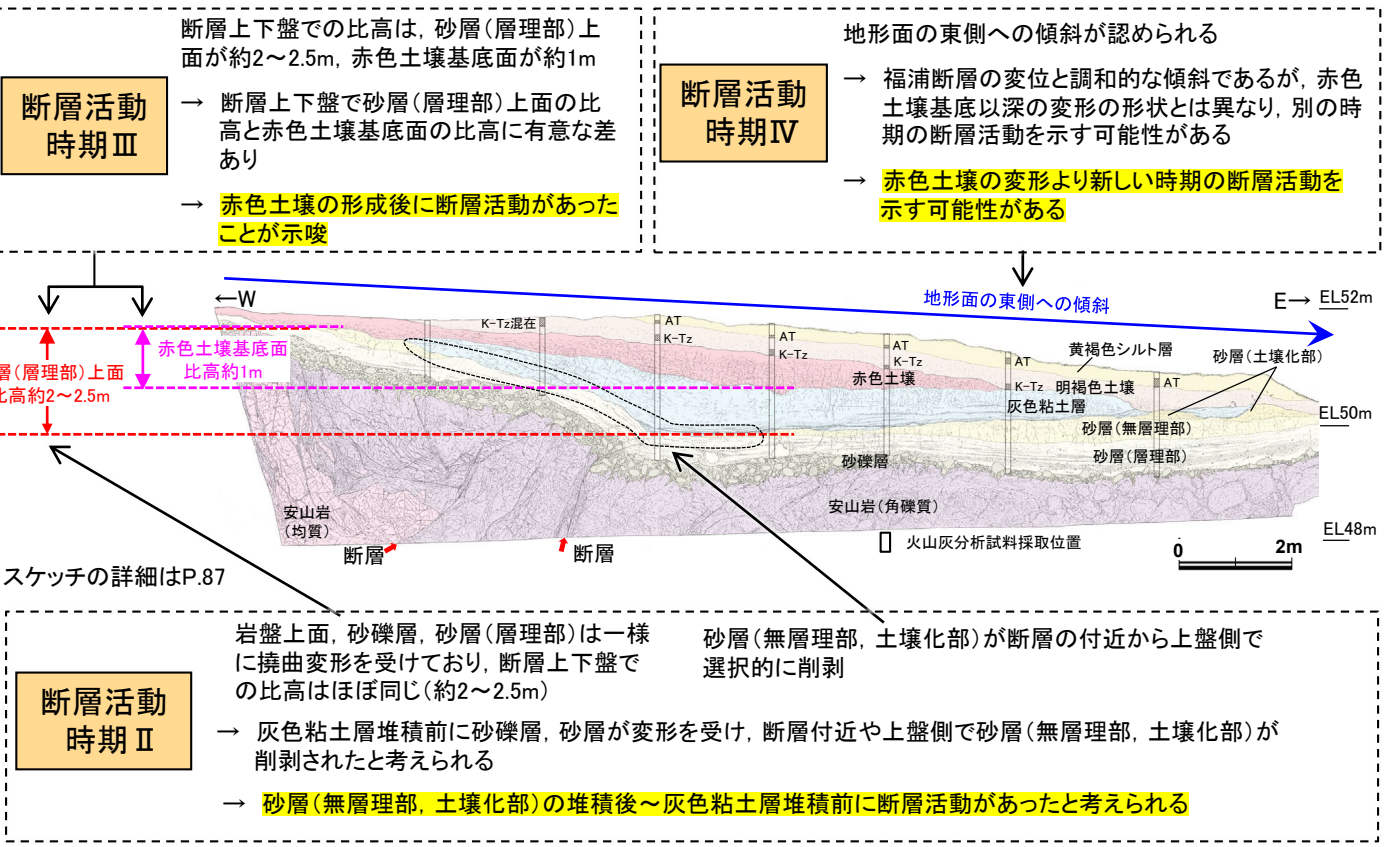 断層活動
時期Ⅲ
断層上下盤での比高は，砂層（層理部）上
面が約2～2.5m，赤色土壌基底面が約1m
→ 断層上下盤で砂層（層理部）上面の比
高と赤色土壌基底面の比高に有意な差
あり
→ 赤色土壌の形成後に断層活動があった
ことが示唆
断層活動
時期Ⅳ
地形面の東側への傾斜が認められる
→ 福浦断層の変位と調和的な傾斜であるが，赤色
土壌基底以深の変形の形状とは異なり，別の時
期の断層活動を示す可能性がある
→ 赤色土壌の変形より新しい時期の断層活動を
示す可能性がある
←W
地形面の東側への傾斜
E→
EL52m
K-Tz混在
AT
K-Tz
AT
K-Tz
AT
K-Tz
AT
K-Tz
AT
黄褐色シルト層
砂層（土壌化部）
赤色土壌基底面
比高約1m
層（層理部）上面
比高約2～2.5m
赤色土壌
明褐色土壌
灰色粘土層
EL50m
砂層（無層理部）
砂層（層理部）
砂礫層
安山岩
（均質）
安山岩（角礫質）
EL48m
断層
断層
火山灰分析試料採取位置
0
2m
スケッチの詳細はP.87
断層活動
時期Ⅱ
岩盤上面，砂礫層，砂層（層理部）は一様
に撓曲変形を受けており，断層上下盤で
の比高はほぼ同じ（約2～2.5m）
砂層（無層理部，土壌化部）が断層の付近から上盤側で
選択的に削剥
→ 灰色粘土層堆積前に砂礫層，砂層が変形を受け，断層付近や上盤側で砂層（無層理部，土壌化部）が
削剥されたと考えられる
→ 砂層（無層理部，土壌化部）の堆積後～灰色粘土層堆積前に断層活動があったと考えられる